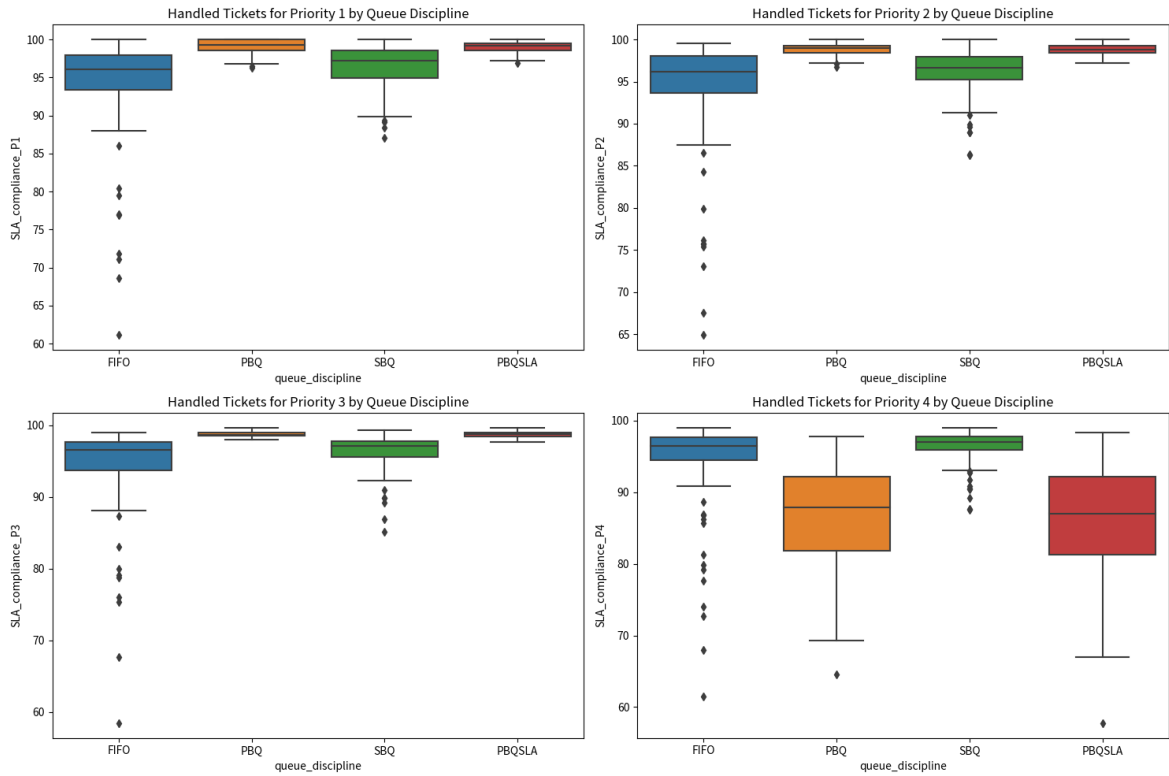 Handled Tickets for Priority 1 by Queue Discipline
SLA_compliance_P1
100
95
90
85
80
75
70
65
60
FIFO PBQ SBQ PBQSLA
queue_discipline
Handled Tickets for Priority 2 by Queue Discipline
SLA_compliance_P2
100
95
90
85
80
75
70
65
FIFO PBQ SBQ PBQSLA
queue_discipline
Handled Tickets for Priority 3 by Queue Discipline
SLA_compliance_P3
100
90
80
70
60
FIFO PBQ SBQ PBQSLA
queue_discipline
Handled Tickets for Priority 4 by Queue Discipline
SLA_compliance_P4
100
90
80
70
60
FIFO PBQ SBQ PBQSLA
queue_discipline